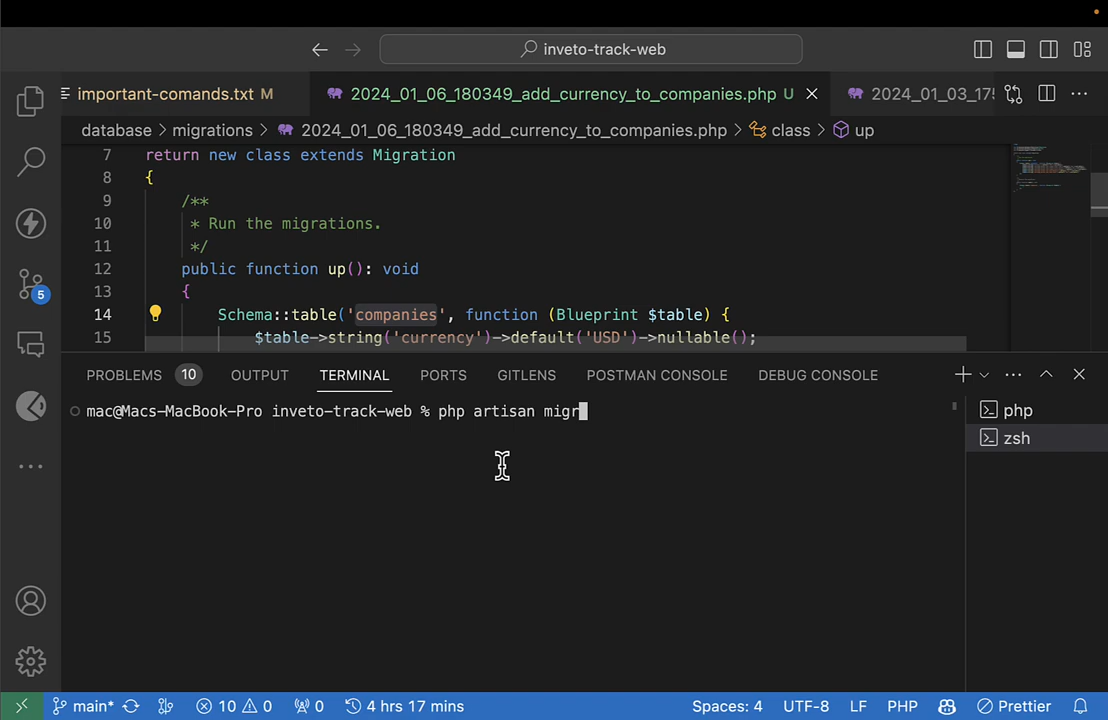 inveto-track-web
important-comands.txt M
2024_01_06_180349_add_currency_to_companies.php U
2024_01_03_175
database > migrations > 2024_01_06_180349_add_currency_to_companies.php > class > up
7 return new class extends Migration
8 {
9 /**
10 * Run the migrations.
11 */
12 public function up(): void
13 {
14 Schema::table('companies', function (Blueprint $table) {
15 $table->string('currency')->default('USD')->nullable();
5
PROBLEMS 10 OUTPUT TERMINAL PORTS GITLENS POSTMAN CONSOLE DEBUG CONSOLE
mac@Macs-MacBook-Pro inveto-track-web % php artisan migr
php
zsh
main* 10 0 0 4 hrs 17 mins Spaces: 4 UTF-8 LF PHP Prettier